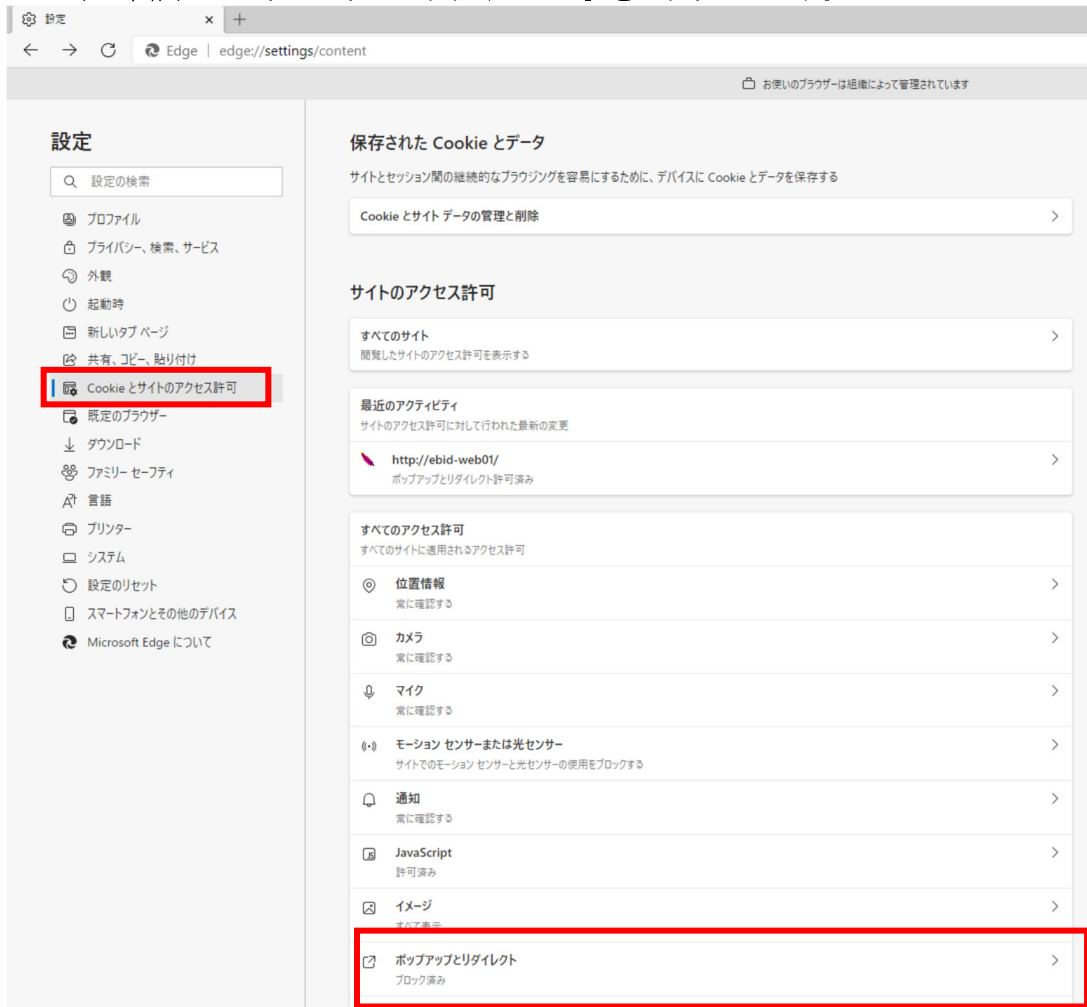 設定
Edge | edge://settings/content
お使いのブラウザーは組織によって管理されています
設定
設定の検索
プロファイル
プライバシー、検索、サービス
外観
起動時
新しいタブ ページ
共有、コピー、貼り付け
Cookie とサイトのアクセス許可
既定のブラウザー
ダウンロード
ファミリー セーフティ
言語
プリンター
システム
設定のリセット
スマートフォンとその他のデバイス
Microsoft Edge について
保存された Cookie とデータ
サイトとセッション間の継続的なブラウジングを容易にするために、デバイスに Cookie とデータを保存する
Cookie とサイト データの管理と削除
サイトのアクセス許可
すべてのサイト
閲覧したサイトのアクセス許可を表示する
最近のアクティビティ
サイトのアクセス許可に対して行われた最新の変更
http://ebid-web01/
ポップアップとリダイレクト許可済み
すべてのアクセス許可
すべてのサイトに適用されるアクセス許可
位置情報
常に確認する
カメラ
常に確認する
マイク
常に確認する
モーション センサーまたは光センサー
サイトでのモーション センサーと光センサーの使用をブロックする
通知
常に確認する
JavaScript
許可済み
イメージ
すべて表示
ポップアップとリダイレクト
ブロック済み